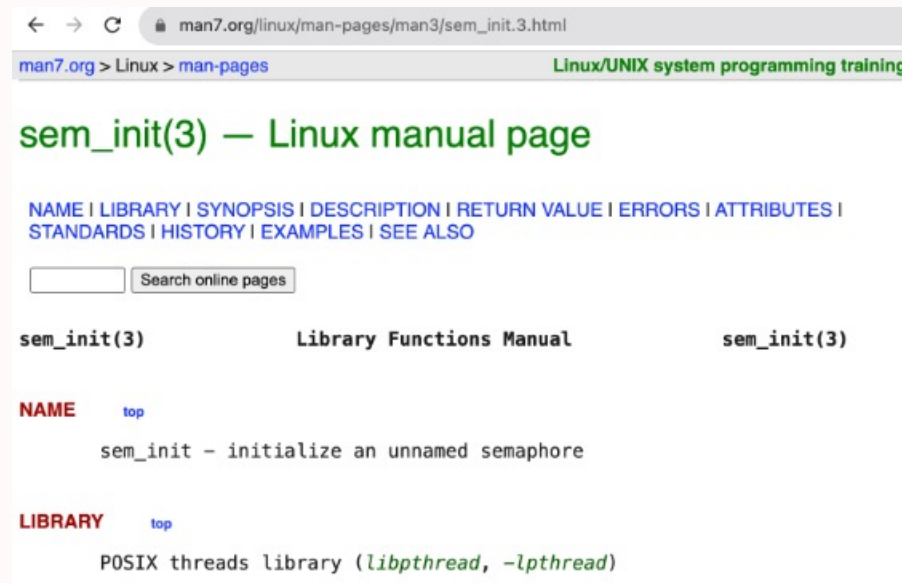 man7.org/linux/man-pages/man3/sem_init.3.html
man7.org > Linux > man-pages Linux/UNIX system programming training
sem_init(3) — Linux manual page
NAME | LIBRARY | SYNOPSIS | DESCRIPTION | RETURN VALUE | ERRORS | ATTRIBUTES |
STANDARDS | HISTORY | EXAMPLES | SEE ALSO
Search online pages
sem_init(3) Library Functions Manual sem_init(3)
NAME top
sem_init – initialize an unnamed semaphore
LIBRARY top
POSIX threads library (libpthread, -lpthread)